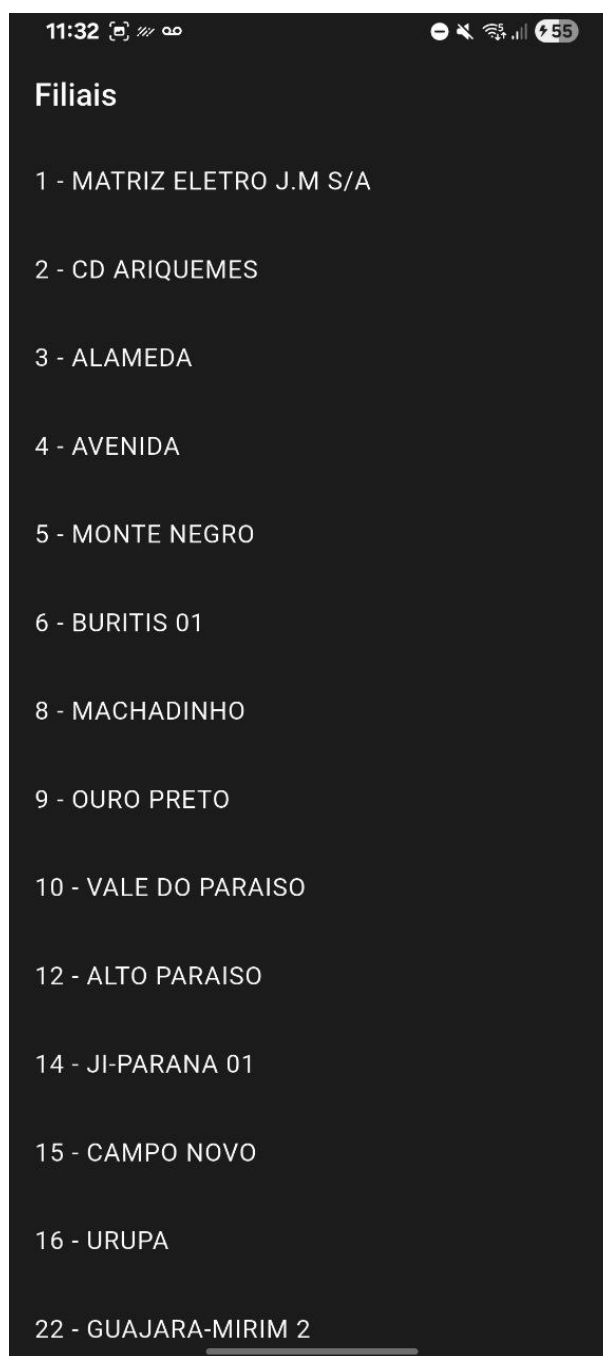 11:32
55
Filiais
1 - MATRIZ ELETRO J.M S/A
2 - CD ARIQUEMES
3 - ALAMEDA
4 - AVENIDA
5 - MONTE NEGRO
6 - BURITIS 01
8 - MACHADINHO
9 - OURO PRETO
10 - VALE DO PARAISO
12 - ALTO PARAISO
14 - JI-PARANA 01
15 - CAMPO NOVO
16 - URUPA
22 - GUAJARA-MIRIM 2